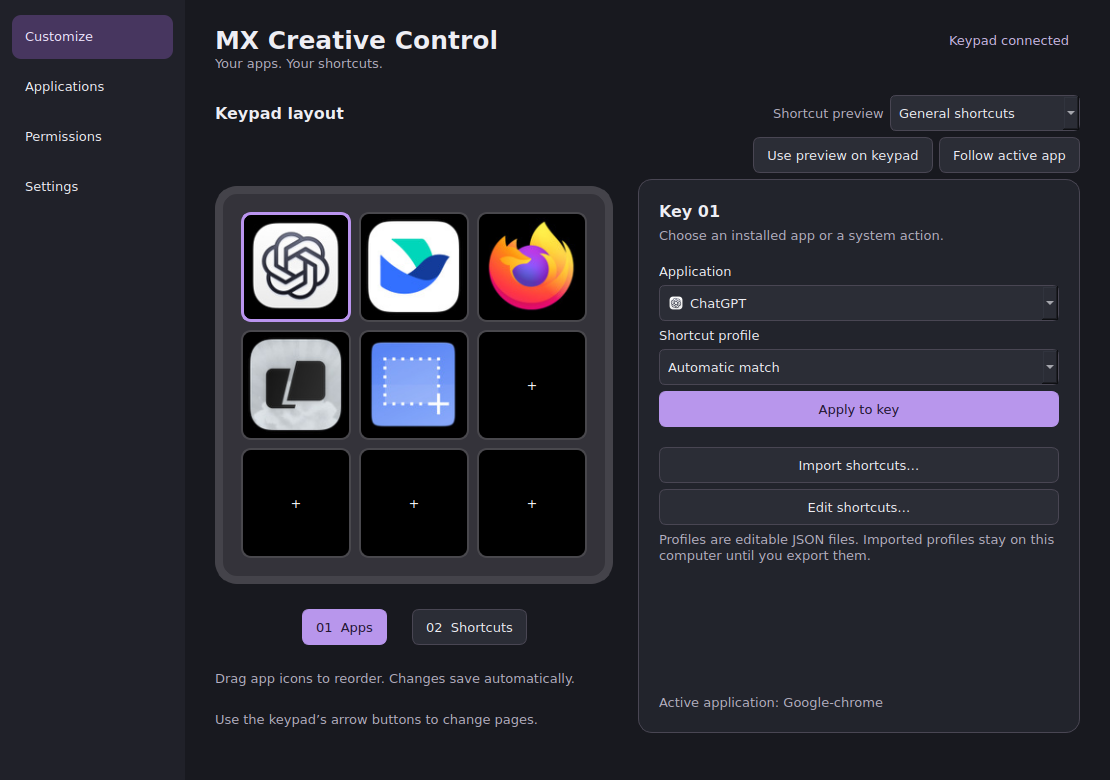 Customize
Applications
Permissions
Settings
MX Creative Control
Your apps. Your shortcuts.
Keypad connected
Keypad layout
Shortcut preview
General shortcuts
Use preview on keypad
Follow active app
+
+
+
+
01 Apps
02 Shortcuts
Drag app icons to reorder. Changes save automatically.
Use the keypad’s arrow buttons to change pages.
Key 01
Choose an installed app or a system action.
Application
ChatGPT
Shortcut profile
Automatic match
Apply to key
Import shortcuts…
Edit shortcuts…
Profiles are editable JSON files. Imported profiles stay on this
computer until you export them.
Active application: Google-chrome